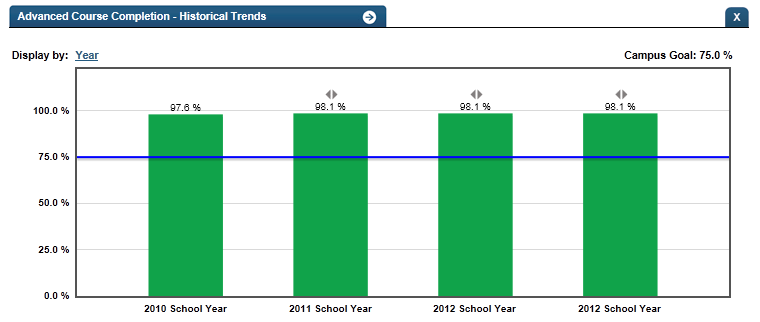 Advanced Course Completion - Historical Trends
X
Display by: Year
Campus Goal: 75.0 %
97.6 %
98.1 %
98.1 %
98.1 %
100.0 %
75.0 %
50.0 %
25.0 %
0.0 %
2010 School Year
2011 School Year
2012 School Year
2012 School Year